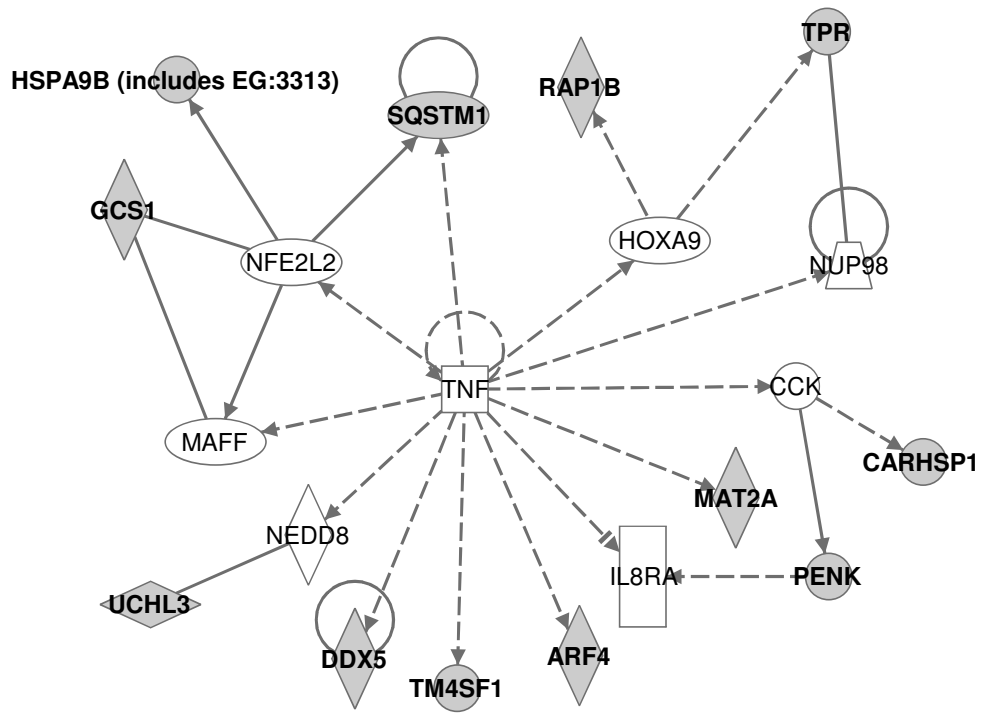 TPR
HSPA9B (includes EG:3313)
RAP1B
SQSTM1
GCS1
HOXA9
NFE2L2
NUP98
TNF
CCK
MAFF
CARHSP1
MAT2A
NEDD8
IL8RA
PENK
UCHL3
DDX5
ARF4
TM4SF1